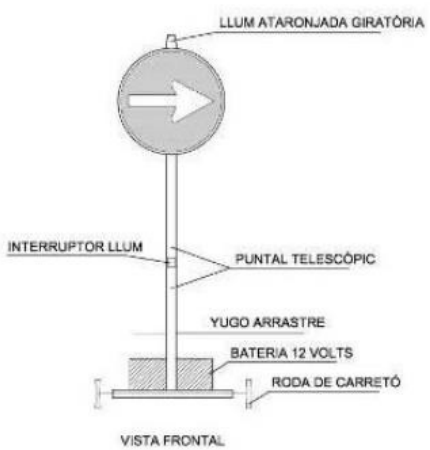 LLUM ATARONJADA GIRATÒRIA
INTERRUPTOR LLUM
PUNTAL TELESCÒPIC
YUGO ARRASTRE
BATERIA 12 VOLTS
RODA DE CARRETÓ
VISTA FRONTAL